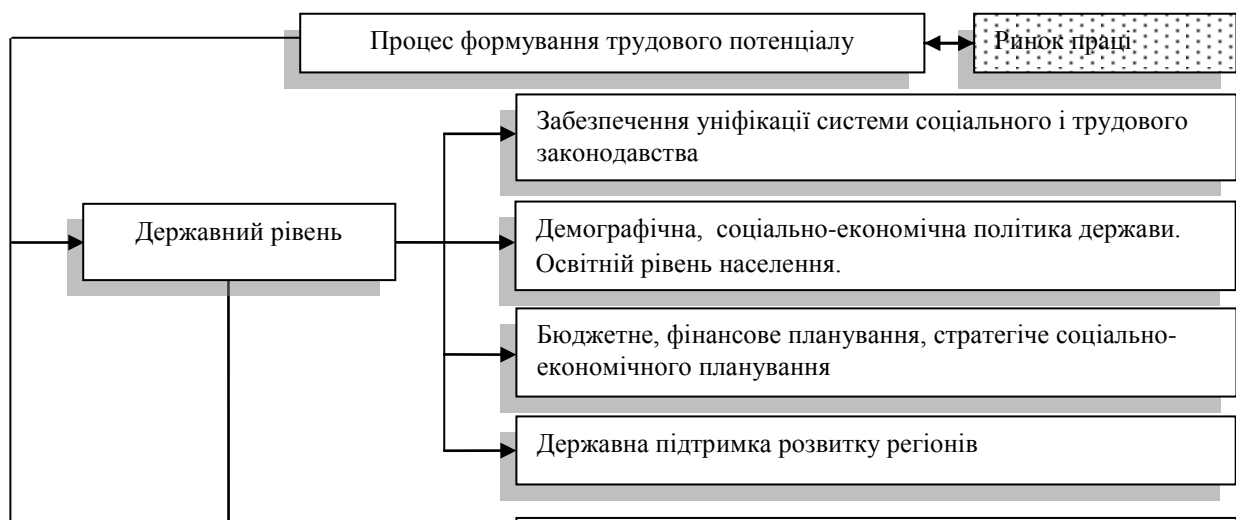 Процес формування трудового потенціалу
Ринок праці
Забезпечення уніфікації системи соціального і трудового
законодавства
Державний рівень
Демографічна, соціально-економічна політика держави.
Освітній рівень населення.
Бюджетне, фінансове планування, стратегіче соціально-
економічного планування
Державна підтримка розвитку регіонів